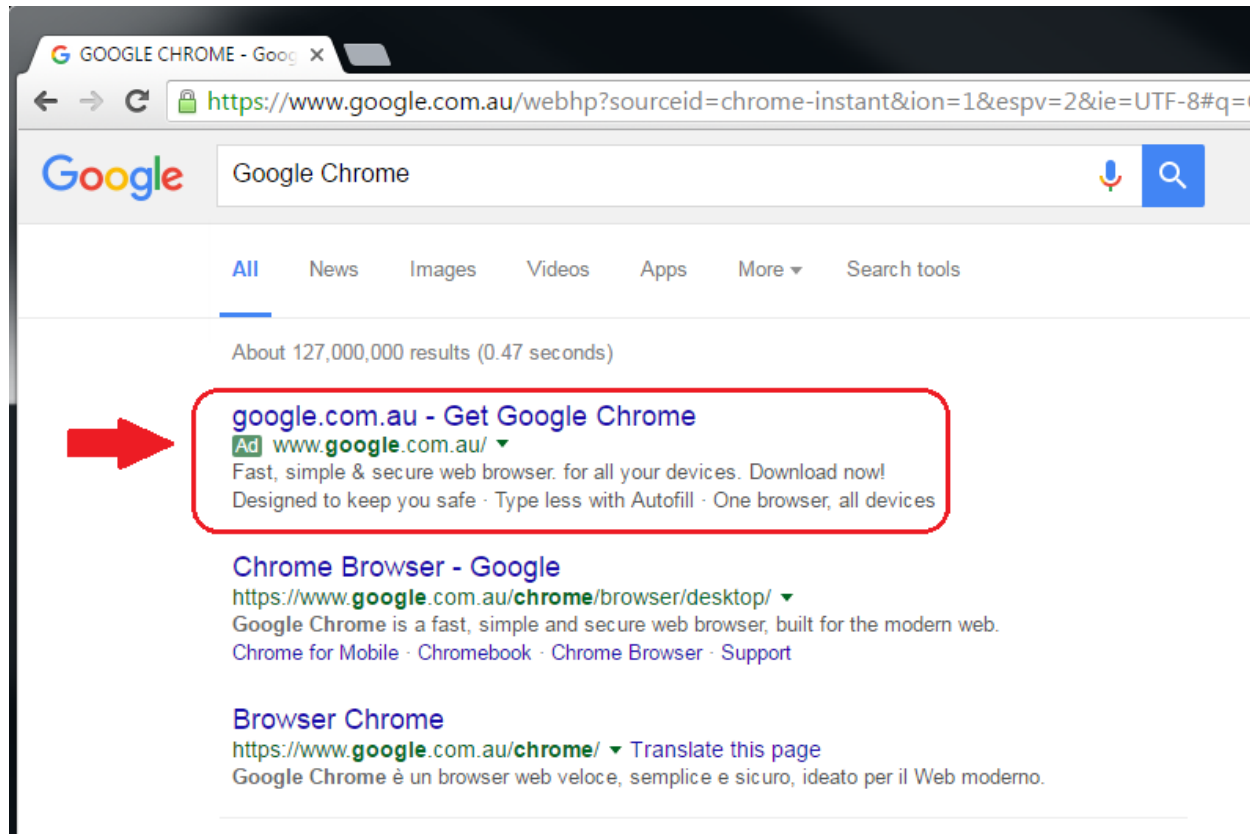 GOOGLE CHROME - Goog
https://www.google.com.au/webhp?sourceid=chrome-instant&ion=1&espv=2&ie=UTF-8#q=
Google
Google Chrome
All News Images Videos Apps More Search tools
About 127,000,000 results (0.47 seconds)
google.com.au - Get Google Chrome
Ad www.google.com.au/
Fast, simple & secure web browser. for all your devices. Download now!
Designed to keep you safe · Type less with Autofill · One browser, all devices
Chrome Browser - Google
https://www.google.com.au/chrome/browser/desktop/
Google Chrome is a fast, simple and secure web browser, built for the modern web.
Chrome for Mobile · Chromebook · Chrome Browser · Support
Browser Chrome
https://www.google.com.au/chrome/ Translate this page
Google Chrome è un browser web veloce, semplice e sicuro, ideato per il Web moderno.